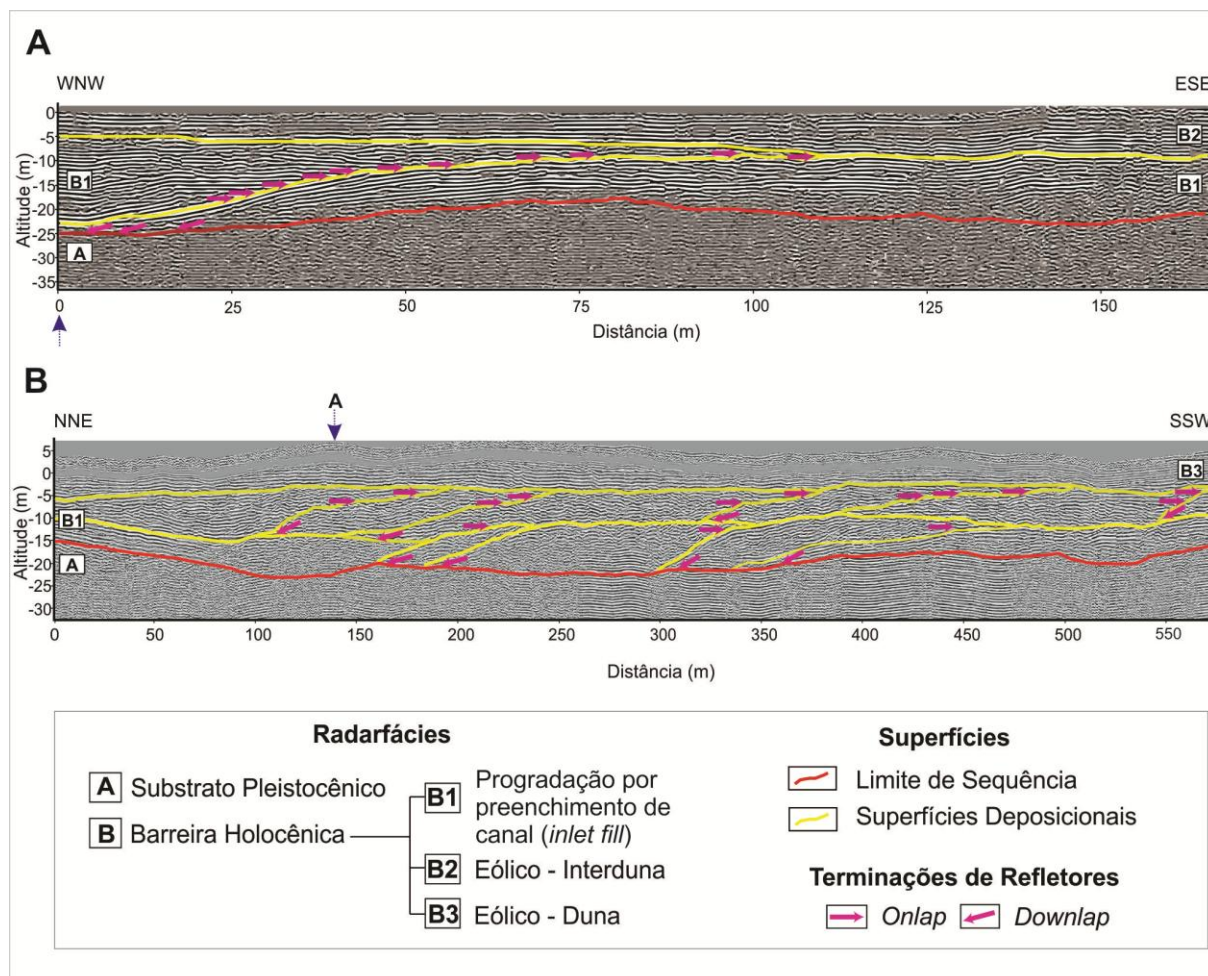 A
WNW
ESE
0
-5
-10
-15
-20
-25
-30
-35
Altitude (m)
B1
A
B2
B1
0
25
50
75
100
125
150
Distância (m)
B
A
NNE
SSW
5
0
-5
-10
-15
-20
-25
-30
Altitude (m)
B1
A
B3
0
50
100
150
200
250
300
350
400
450
500
550
Distância (m)
Radarfácies
A Substrato Pleistocênico
B Barreira Holocênica
B1 Progradação por
preenchimento de
canal (inlet fill)
B2 Eólico - Interduna
B3 Eólico - Duna
Superfícies
Limite de Sequência
Superfícies Deposicionais
Terminações de Refletores
Onlap
Downlap